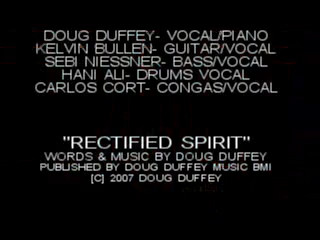 DOUG DUFFEY- VOCAL/PIANO
KELVIN BULLEN- GUITAR/VOCAL
SEBI NIESSNER- BASS/VOCAL
HANI ALI- DRUMS VOCAL
CARLOS CORT- CONGAS/VOCAL
"RECTIFIED SPIRIT"
WORDS & MUSIC BY DOUG DUFFEY
PUBLISHED BY DOUG DUFFEY MUSIC BMI
[C] 2007 DOUG DUFFEY